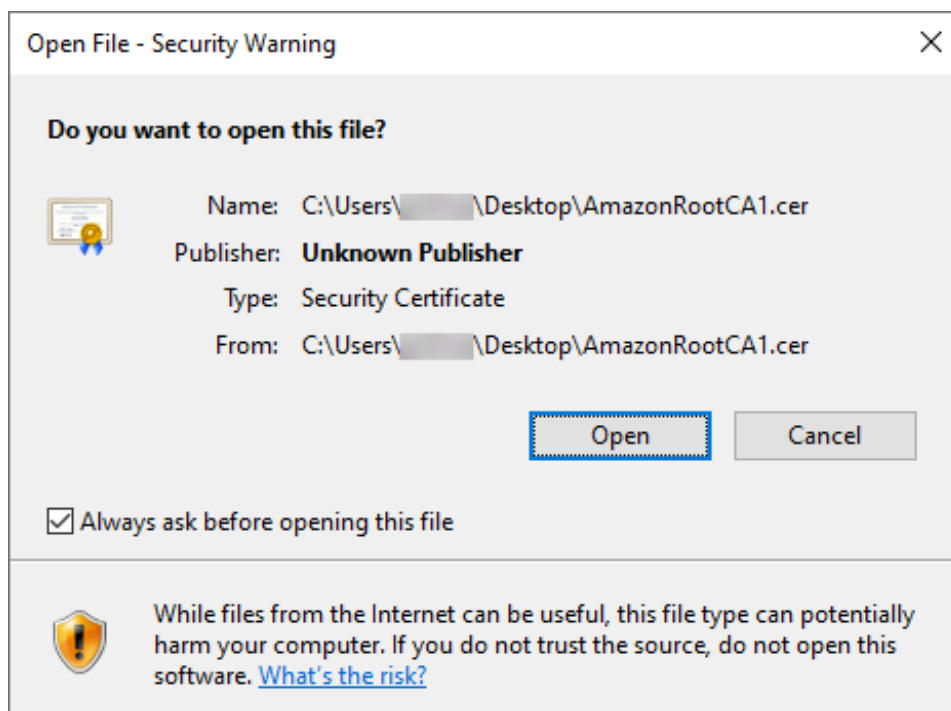 Open File - Security Warning
Do you want to open this file?
Name: C:\Users\ \Desktop\AmazonRootCA1.cer
Publisher: Unknown Publisher
Type: Security Certificate
From: C:\Users\ \Desktop\AmazonRootCA1.cer
Open Cancel
Always ask before opening this file
While files from the Internet can be useful, this file type can potentially
harm your computer. If you do not trust the source, do not open this
software. What's the risk?